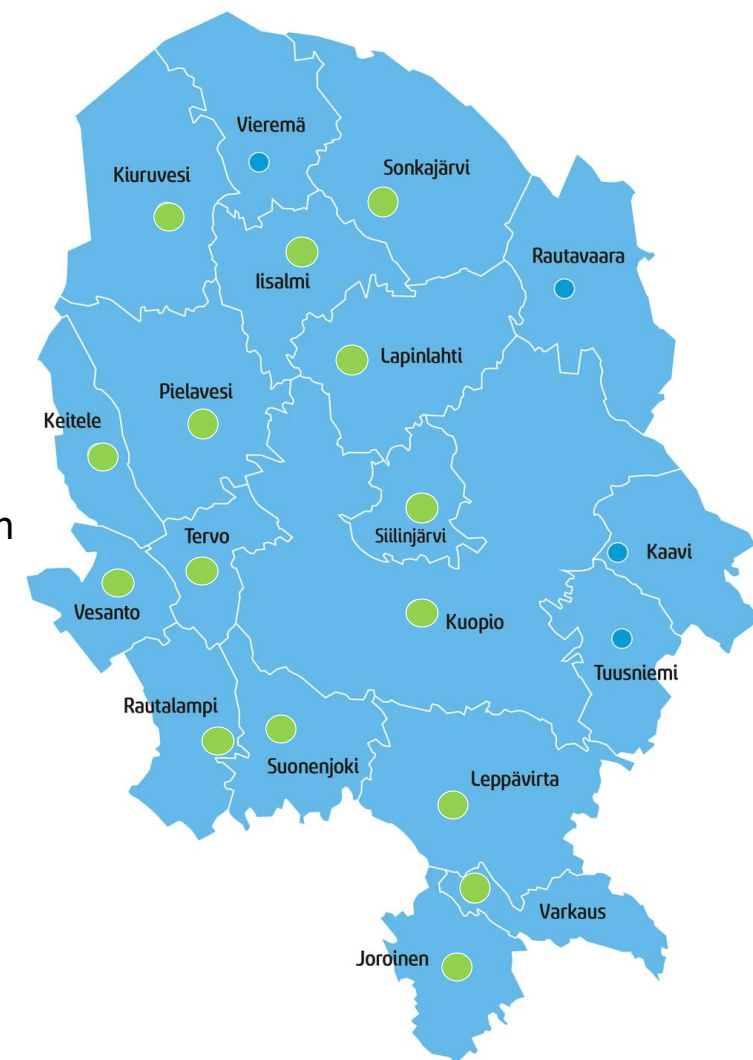 Vieremä
Sonkajärvi
Kiuruvesi
Rautavaara
Iisalmi
Lapinlahti
Pielavesi
Keitele
n
Tervo
Siilinjärvi
Kaavi
Vesanto
Kuopio
Tuusniemi
Rautalampi
Suonenjoki
Leppävirta
Varkaus
Joroinen